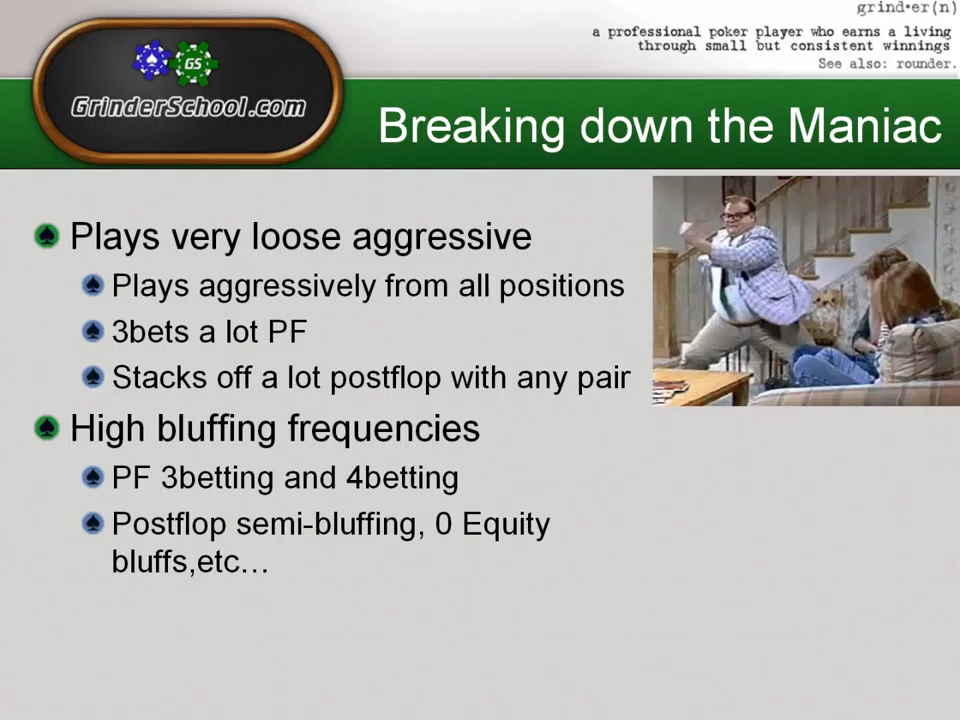 grind•er(n)
a professional poker player who earns a living
through small but consistent winnings
See also: rounder.
GS
GrinderSchool.com
Breaking down the Maniac
Plays very loose aggressive
Plays aggressively from all positions
3bets a lot PF
Stacks off a lot postflop with any pair
High bluffing frequencies
PF 3betting and 4betting
Postflop semi-bluffing, 0 Equity
bluffs,etc…